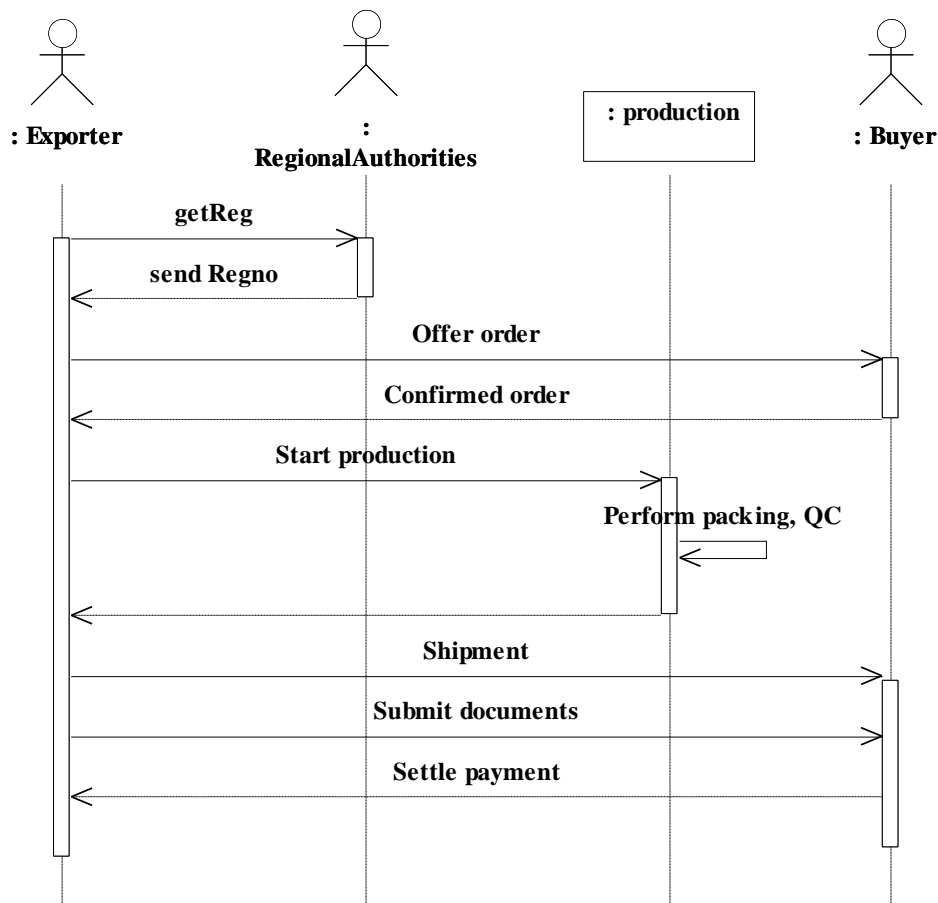 : Exporter
:
RegionalAuthorities
: production
: Buyer
getReg
send Regno
Offer order
Confirmed order
Start production
Perform packing, QC
Shipment
Submit documents
Settle payment